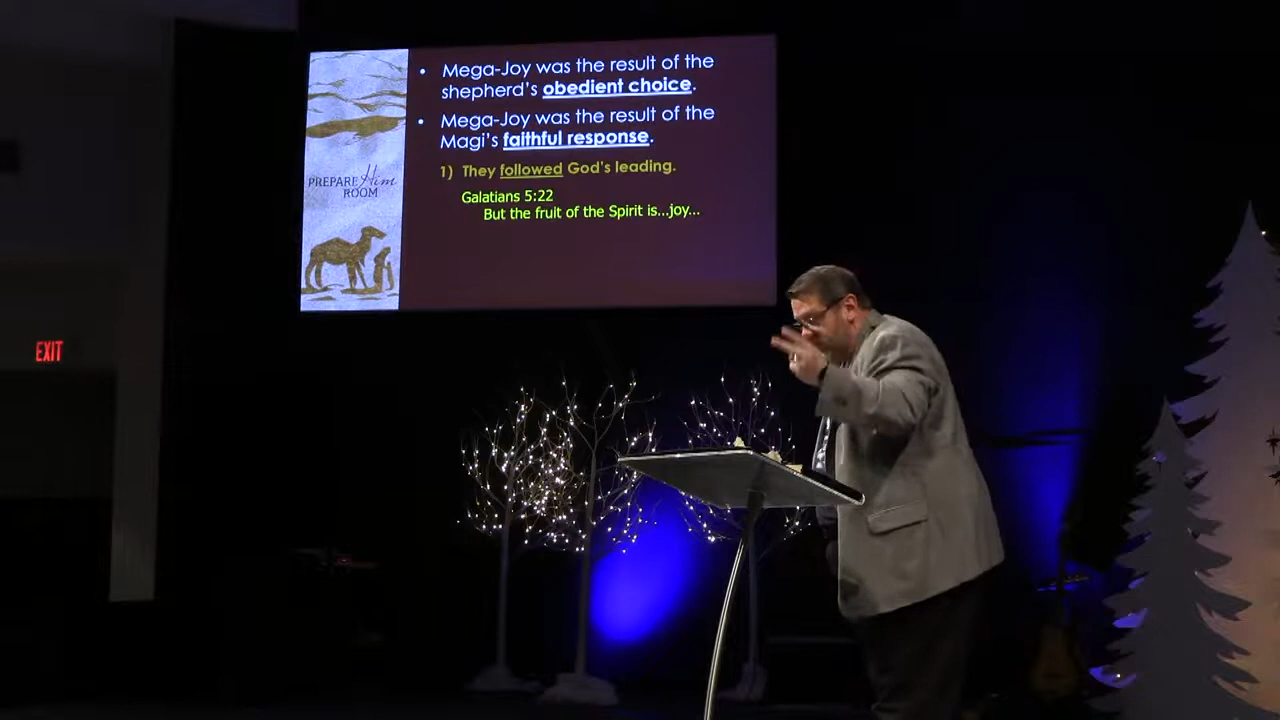 • Mega-Joy was the result of the
shepherd's obedient choice.
• Mega-Joy was the result of the
Magi's faithful response.
1) They followed God's leading.
Galatians 5:22
But the fruit of the Spirit is...joy...
PREPARE Him
ROOM
EXIT